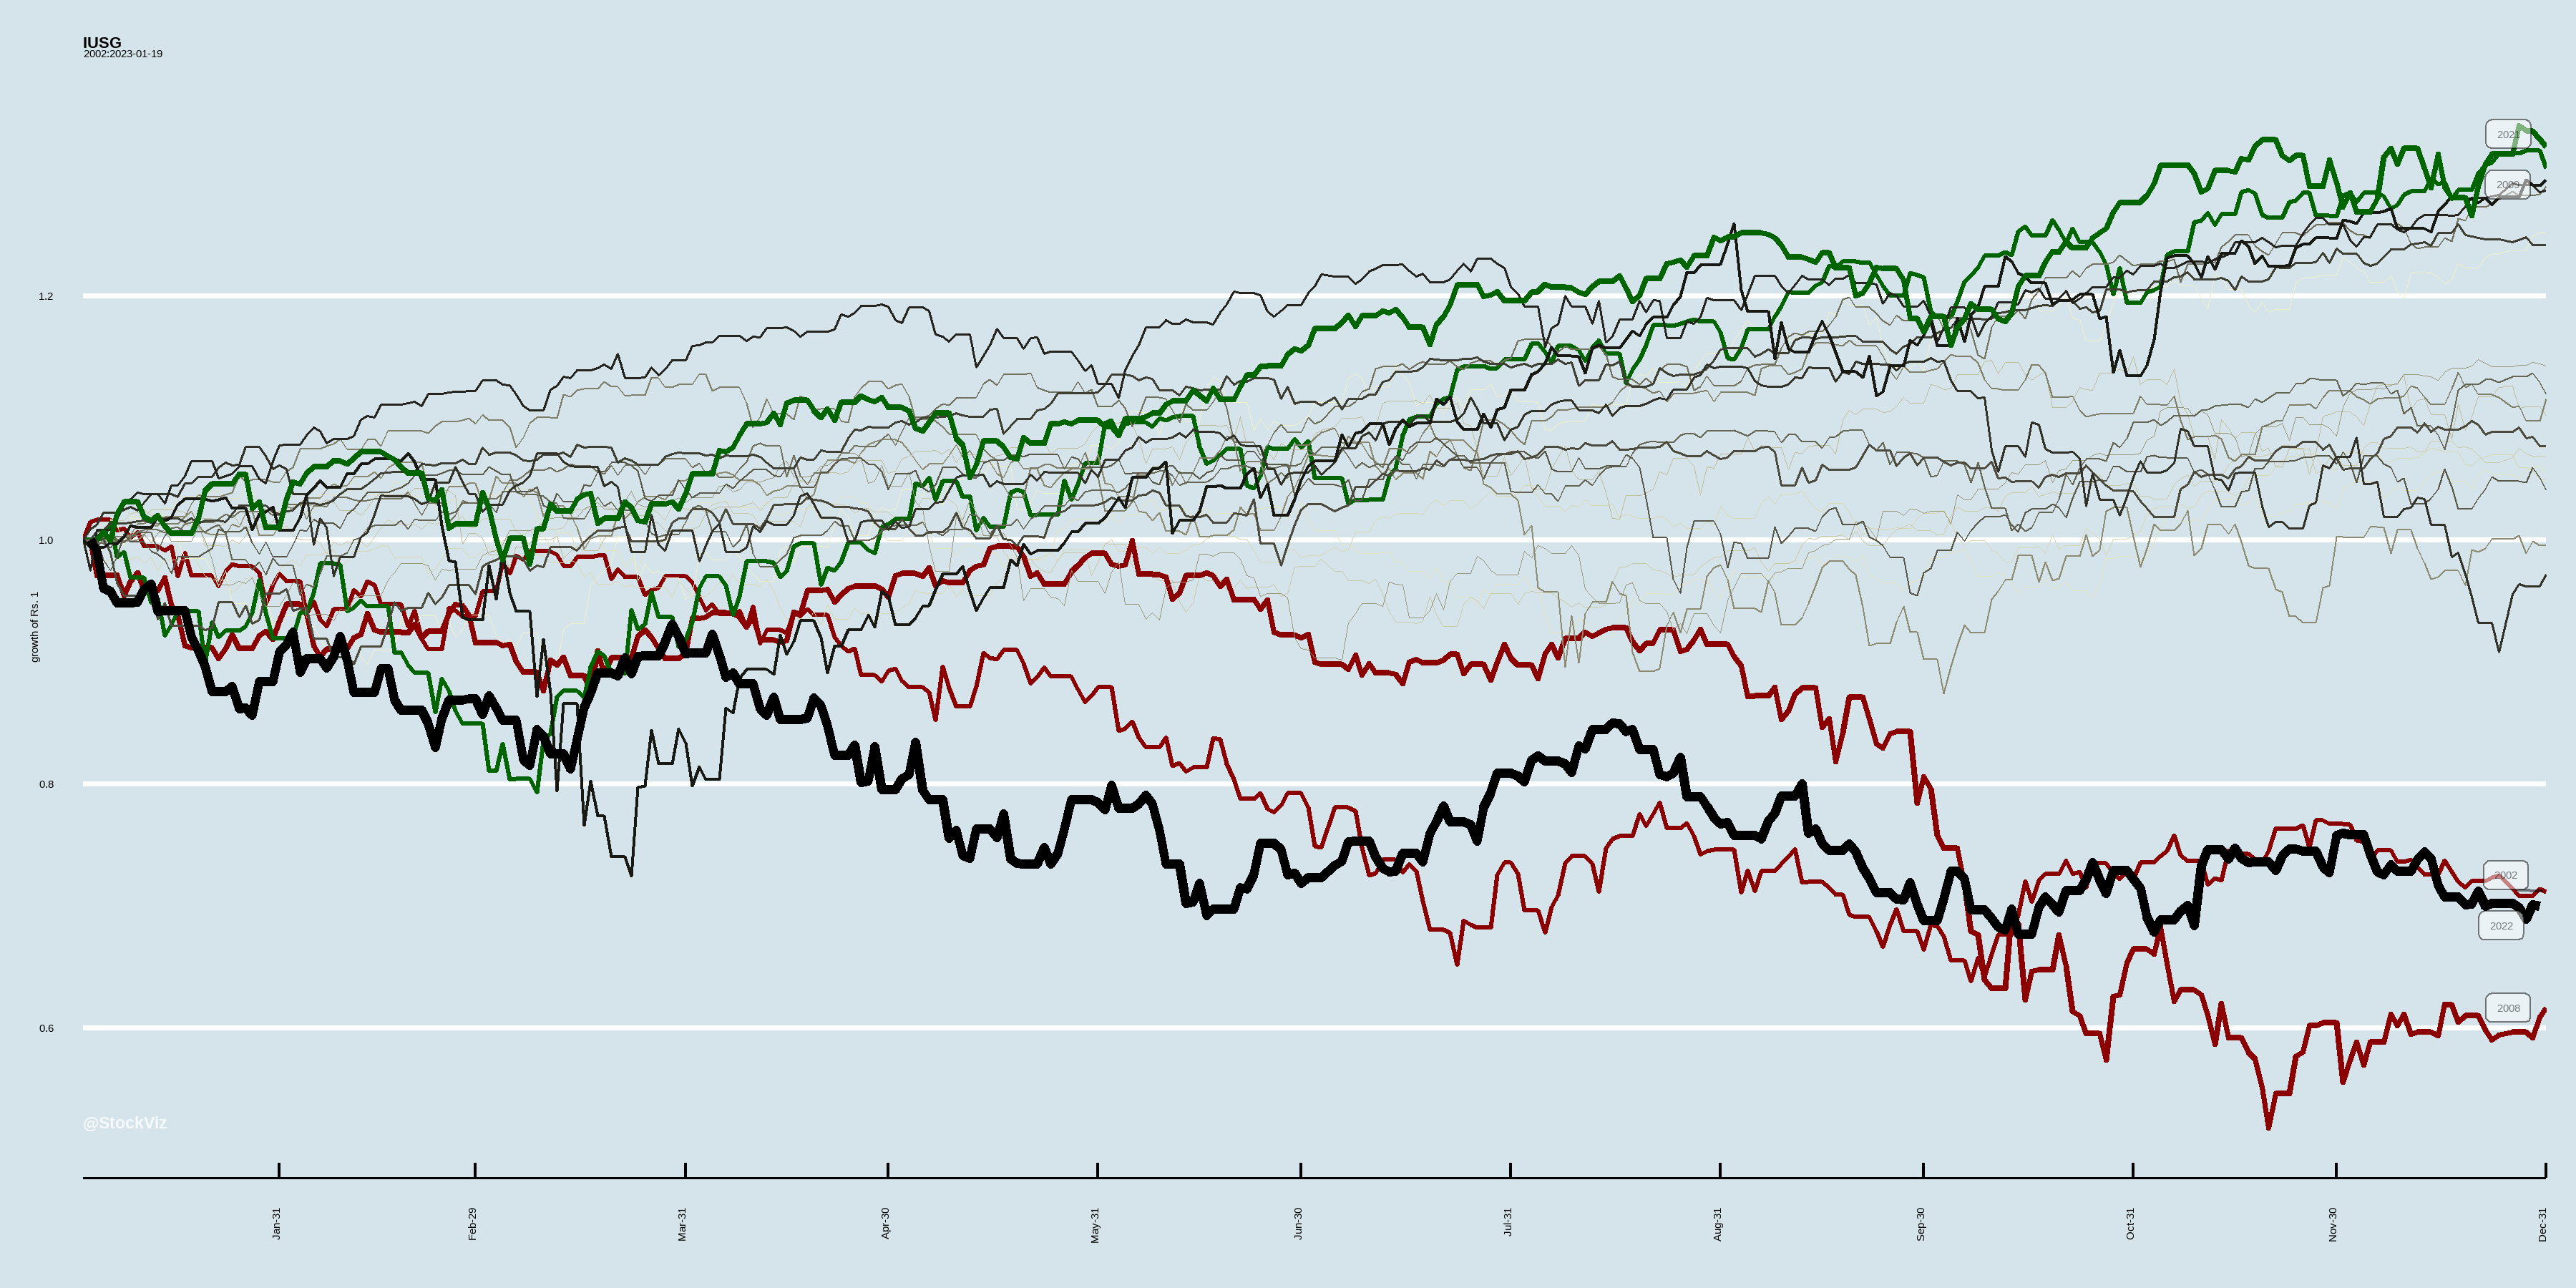 IUSG
2002:2023-01-19
2021
2009
1.2
1.0
growth of Rs. 1
0.8
2002
2022
2008
0.6
@StockViz
Jan-31
Feb-29
Mar-31
Apr-30
May-31
Jun-30
Jul-31
Aug-31
Sep-30
Oct-31
Nov-30
Dec-31